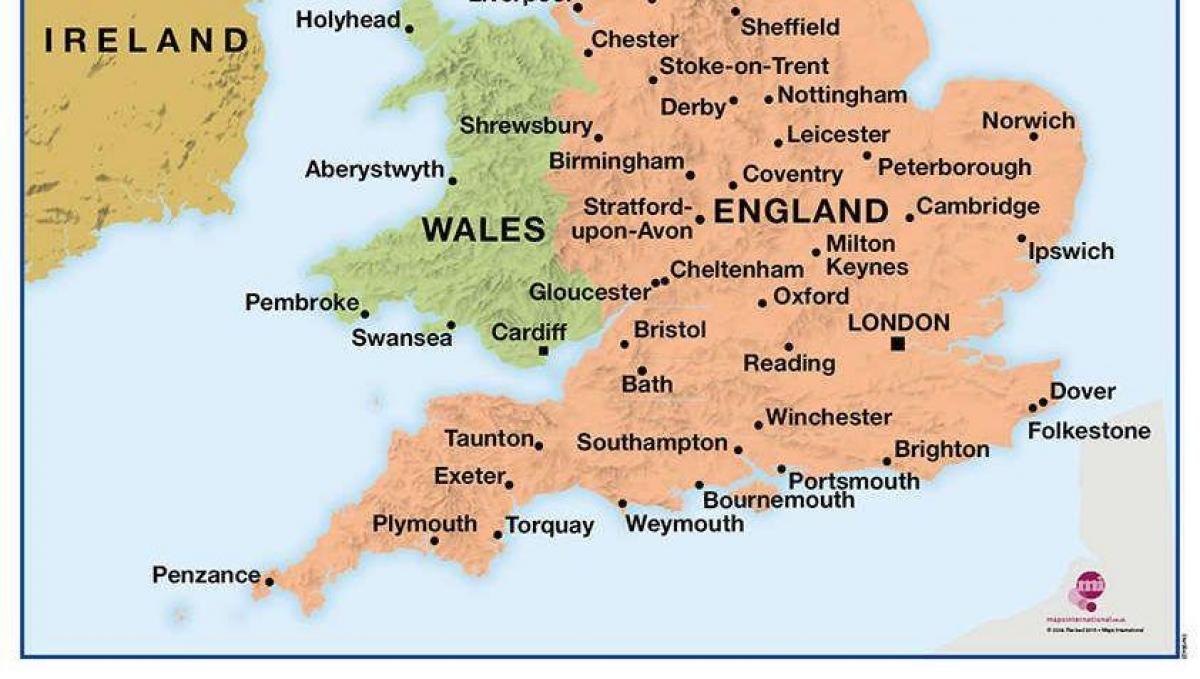 Liverpool
Holyhead
IRELAND
Sheffield
Chester
Stoke-on-Trent
Derby
Nottingham
Norwich
Shrewsbury
Leicester
Birmingham
Peterborough
Aberystwyth
Coventry
Stratford-
upon-Avon
ENGLAND
Cambridge
WALES
Milton
Keynes
Ipswich
Cheltenham
Gloucester
Oxford
Pembroke
Swansea
Cardiff
Bristol
LONDON
Reading
Bath
Dover
Winchester
Folkestone
Taunton
Southampton
Brighton
Exeter
Portsmouth
Bournemouth
Plymouth
Torquay
Weymouth
Penzance
mi
mapsinternational.co.uk